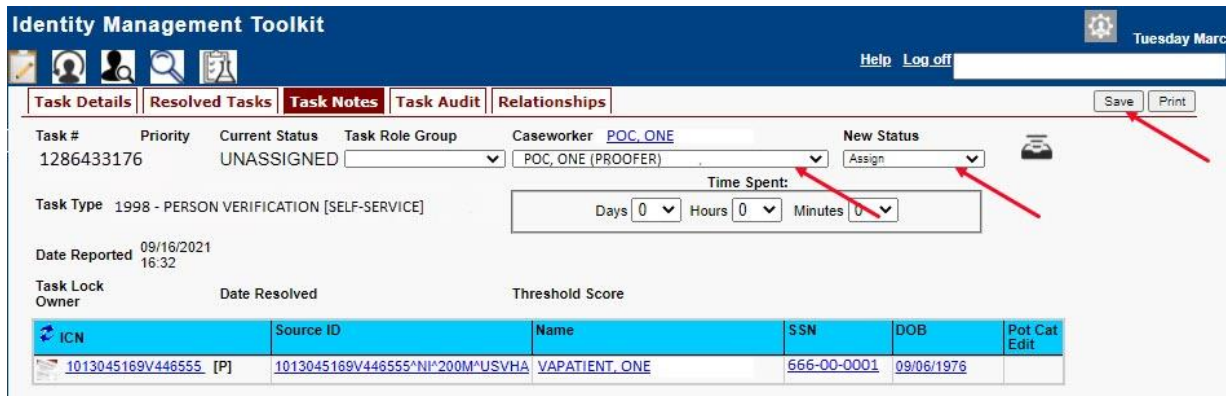 Identity Management Toolkit
Tuesday Marc
Help Log off
Task Details Resolved Tasks Task Notes Task Audit Relationships Save Print
Task # Priority Current Status Task Role Group Caseworker POC, ONE New Status
1286433176 UNASSIGNED POC, ONE (PROOFER) Assign
Time Spent:
Task Type 1998 - PERSON VERIFICATION [SELF-SERVICE] Days 0 Hours 0 Minutes 0
Date Reported 09/16/2021
16:32
Task Lock
Owner Date Resolved Threshold Score
ICN Source ID Name SSN DOB Pot Cat
Edit
1013045169V446555 [P] 1013045169V446555^NI^200M^USVHA VAPATIENT, ONE 666-00-0001 09/06/1976